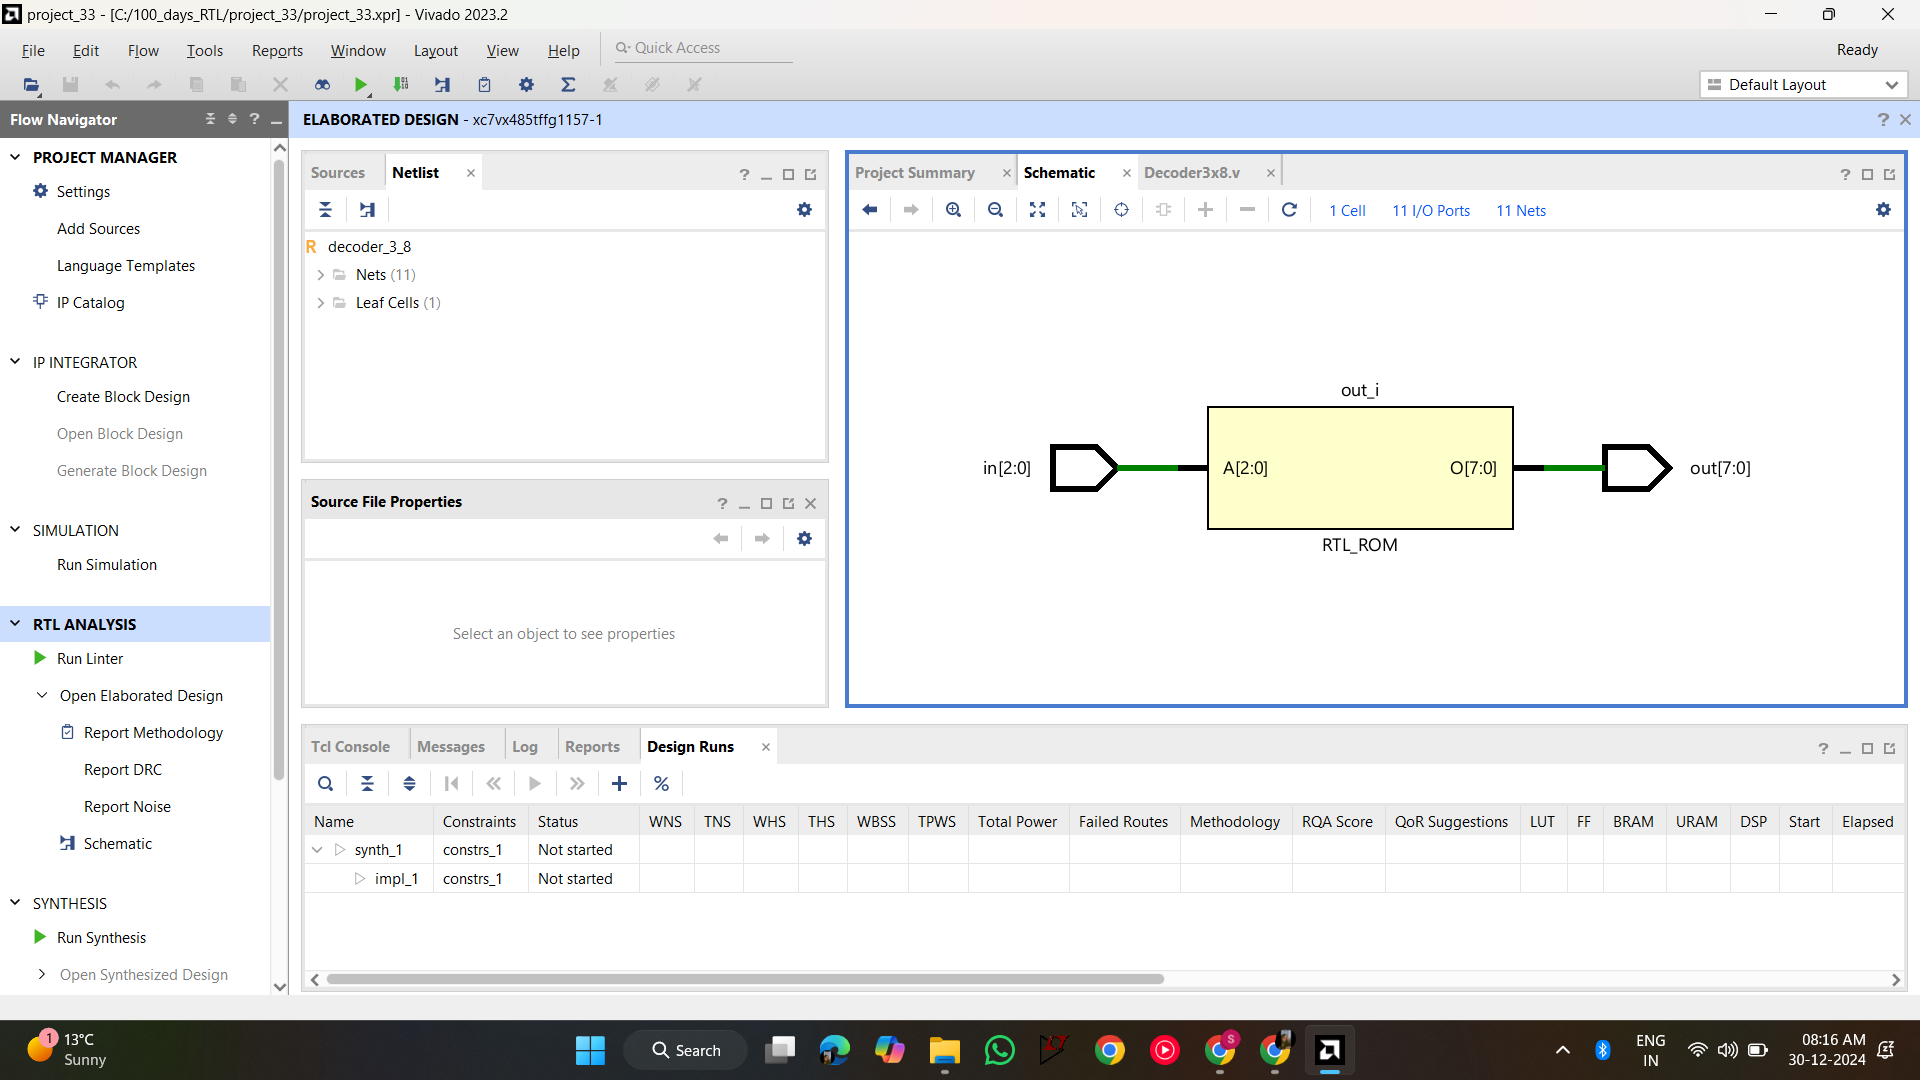 project_33 - [C:/100_days_RTL/project_33/project_33.xpr] - Vivado 2023.2
File Edit Flow Tools Reports Window Layout View Help Quick Access Ready
Default Layout
Flow Navigator
PROJECT MANAGER
Settings
Add Sources
Language Templates
IP Catalog
IP INTEGRATOR
Create Block Design
Open Block Design
Generate Block Design
SIMULATION
Run Simulation
RTL ANALYSIS
Run Linter
Open Elaborated Design
Report Methodology
Report DRC
Report Noise
Schematic
SYNTHESIS
Run Synthesis
Open Synthesized Design
ELABORATED DESIGN - xc7vx485tffg1157-1
Sources Netlist
decoder_3_8
Nets (11)
Leaf Cells (1)
Source File Properties
Select an object to see properties
Project Summary Schematic Decoder3x8.v
1 Cell 11 I/O Ports 11 Nets
out_i
in[2:0] A[2:0] O[7:0] out[7:0]
RTL_ROM
Tcl Console Messages Log Reports Design Runs
Name Constraints Status WNS TNS WHS THS WBSS TPWS Total Power Failed Routes Methodology RQA Score QoR Suggestions LUT FF BRAM URAM DSP Start Elapsed
synth_1 constrs_1 Not started
impl_1 constrs_1 Not started
1
13°C
Sunny
Search
S
ENG
IN
08:16 AM
30-12-2024